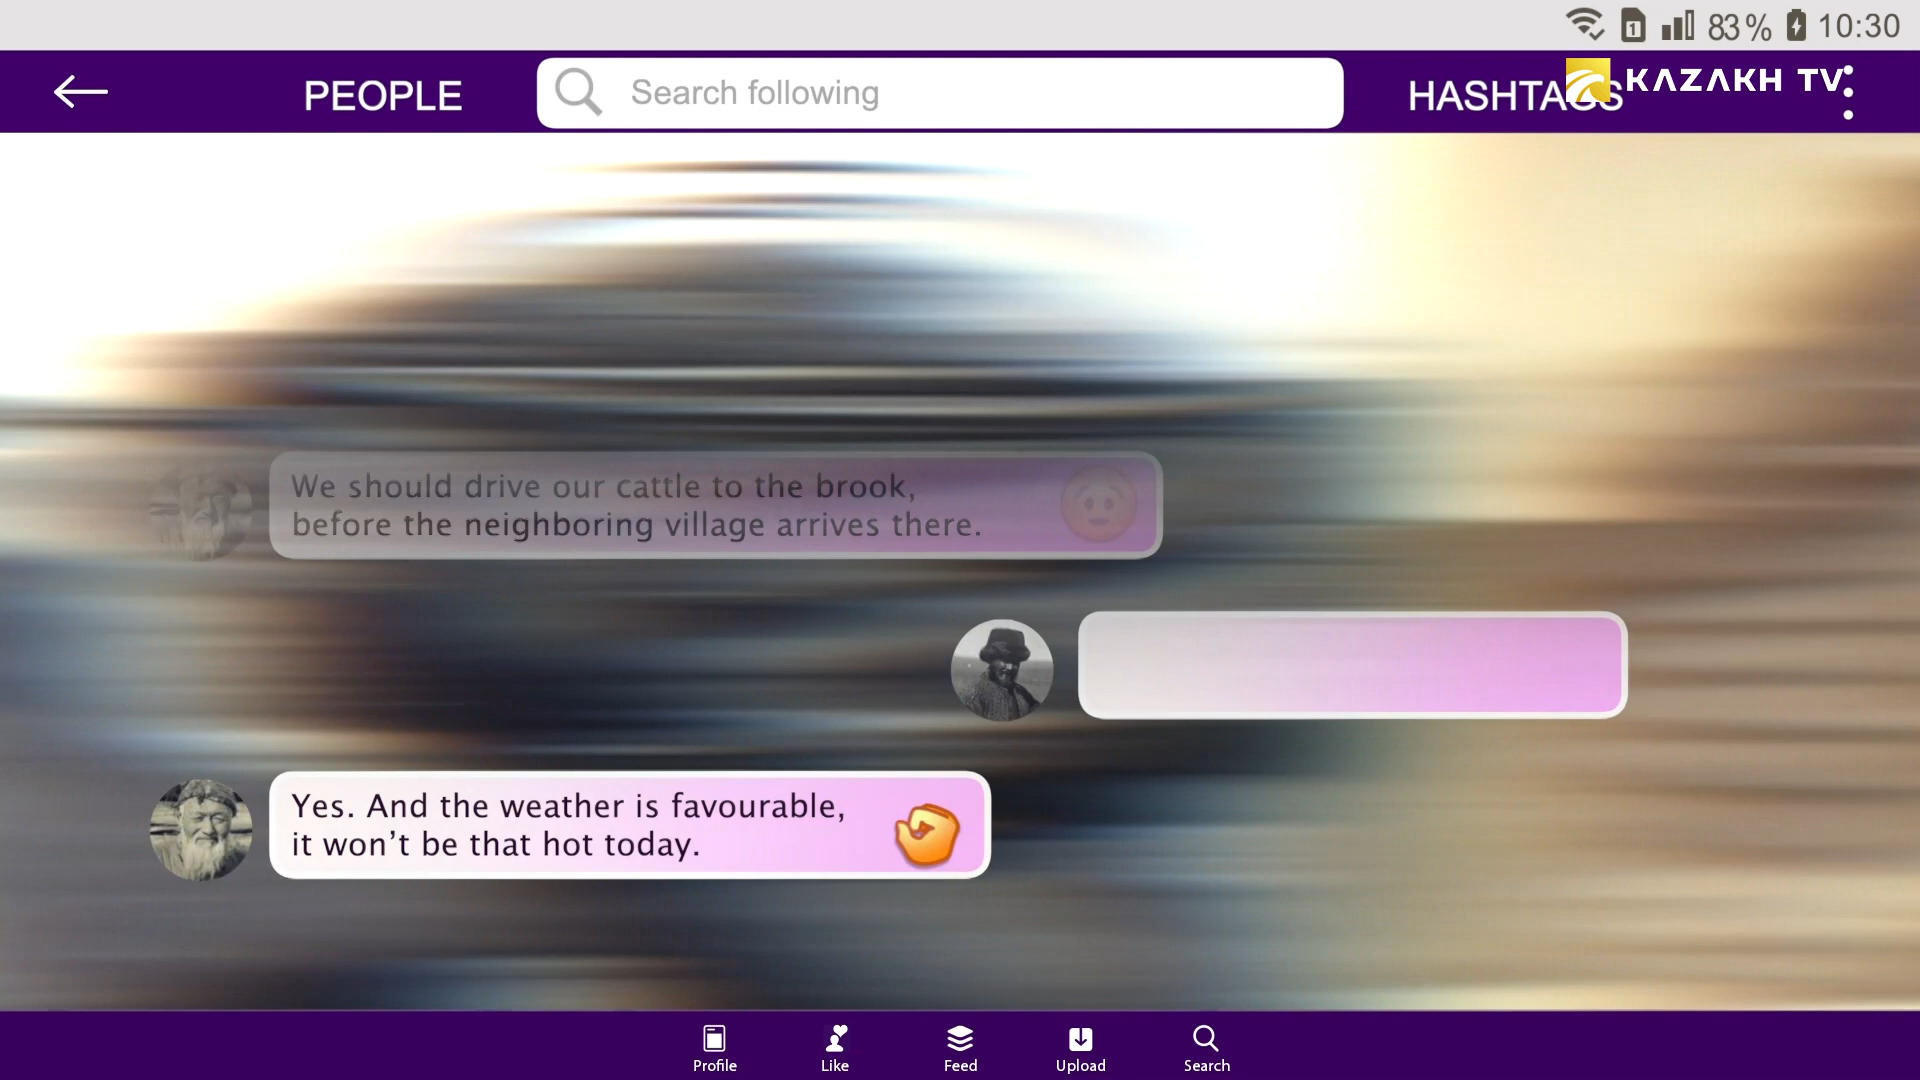 83% 10:30
PEOPLE
Search following
HASHTAGS
KAZAKH TV
We should drive our cattle to the brook,
before the neighboring village arrives there.
Yes. And the weather is favourable,
it won’t be that hot today.
Profile
Like
Feed
Upload
Search